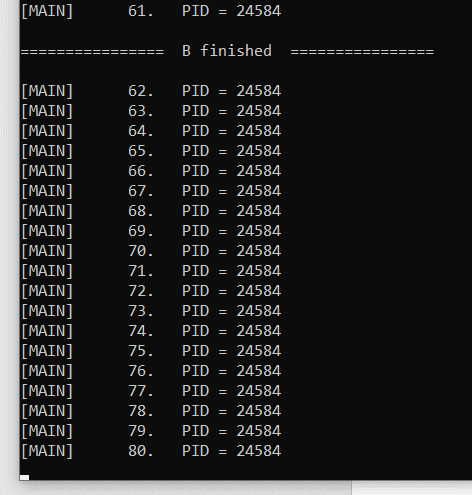 [MAIN] 61. PID = 24584
================ B finished ================
[MAIN] 62. PID = 24584
[MAIN] 63. PID = 24584
[MAIN] 64. PID = 24584
[MAIN] 65. PID = 24584
[MAIN] 66. PID = 24584
[MAIN] 67. PID = 24584
[MAIN] 68. PID = 24584
[MAIN] 69. PID = 24584
[MAIN] 70. PID = 24584
[MAIN] 71. PID = 24584
[MAIN] 72. PID = 24584
[MAIN] 73. PID = 24584
[MAIN] 74. PID = 24584
[MAIN] 75. PID = 24584
[MAIN] 76. PID = 24584
[MAIN] 77. PID = 24584
[MAIN] 78. PID = 24584
[MAIN] 79. PID = 24584
[MAIN] 80. PID = 24584